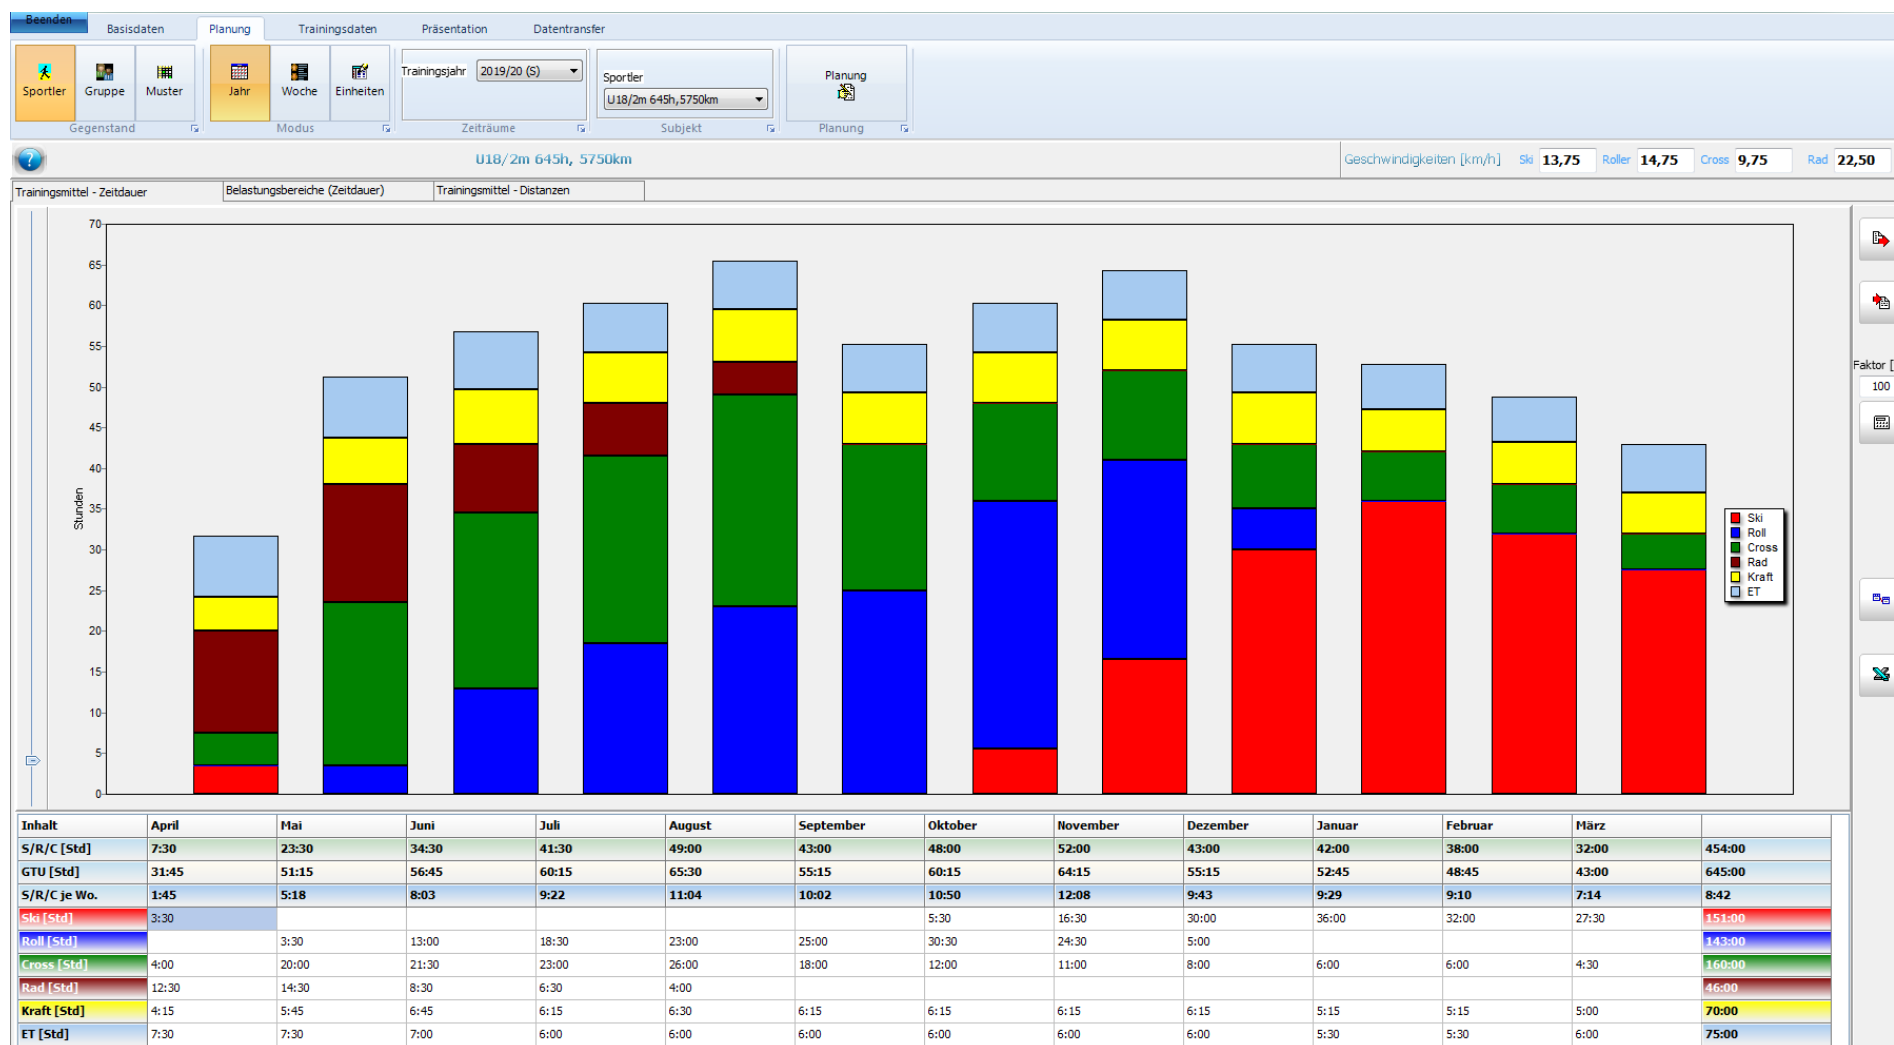 Beenden
Basisdaten Planung Trainingsdaten Präsentation Datentransfer
Sportler Gruppe Muster Jahr Woche Einheiten
Trainingsjahr 2019/20 (S)
Sportler
U18/2m 645h,5750km
Planung
Gegenstand Modus Zeiträume Subjekt Planung
U18/2m 645h, 5750km
Geschwindigkeiten [km/h] Ski 13,75 Roller 14,75 Cross 9,75 Rad 22,50
Trainingsmittel - Zeitdauer Belastungsbereiche (Zeitdauer) Trainingsmittel - Distanzen
70
65
60
55
50
45
40
35
30
25
20
15
10
5
0
Stunden
Ski
Roll
Cross
Rad
Kraft
ET
Faktor [
100
Inhalt April Mai Juni Juli August September Oktober November Dezember Januar Februar März
S/R/C [Std] 7:30 23:30 34:30 41:30 49:00 43:00 48:00 52:00 43:00 42:00 38:00 32:00 454:00
GTU [Std] 31:45 51:15 56:45 60:15 65:30 55:15 60:15 64:15 55:15 52:45 48:45 43:00 645:00
S/R/C je Wo. 1:45 5:18 8:03 9:22 11:04 10:02 10:50 12:08 9:43 9:29 9:10 7:14 8:42
Ski [Std] 3:30 5:30 16:30 30:00 36:00 32:00 27:30 151:00
Roll [Std] 3:30 13:00 18:30 23:00 25:00 30:30 24:30 5:00 143:00
Cross [Std] 4:00 20:00 21:30 23:00 26:00 18:00 12:00 11:00 8:00 6:00 6:00 4:30 160:00
Rad [Std] 12:30 14:30 8:30 6:30 4:00 46:00
Kraft [Std] 4:15 5:45 6:45 6:15 6:30 6:15 6:15 6:15 6:15 5:15 5:15 5:00 70:00
ET [Std] 7:30 7:30 7:00 6:00 6:00 6:00 6:00 6:00 6:00 5:30 5:30 6:00 75:00